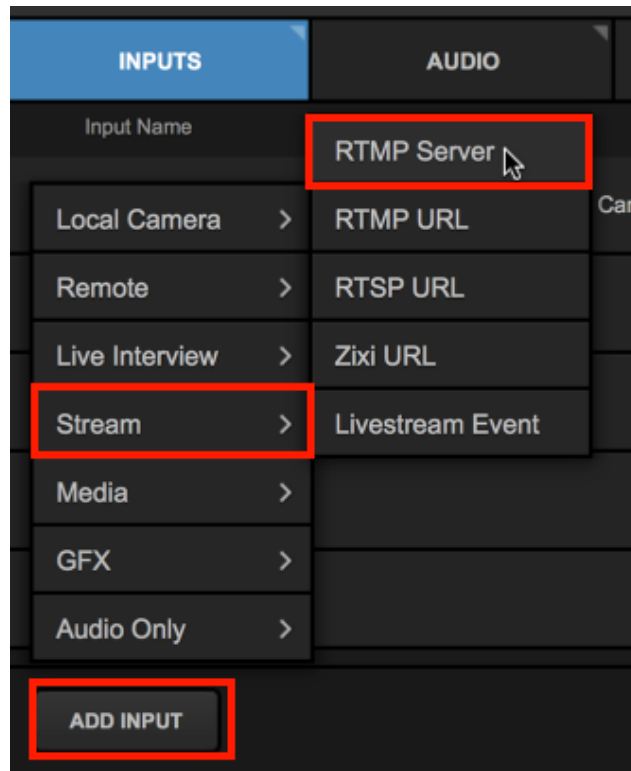 INPUTS
AUDIO
Input Name
RTMP Server
Local Camera
RTMP URL
Remote
RTSP URL
Live Interview
Zixi URL
Stream
Livestream Event
Media
GFX
Audio Only
ADD INPUT